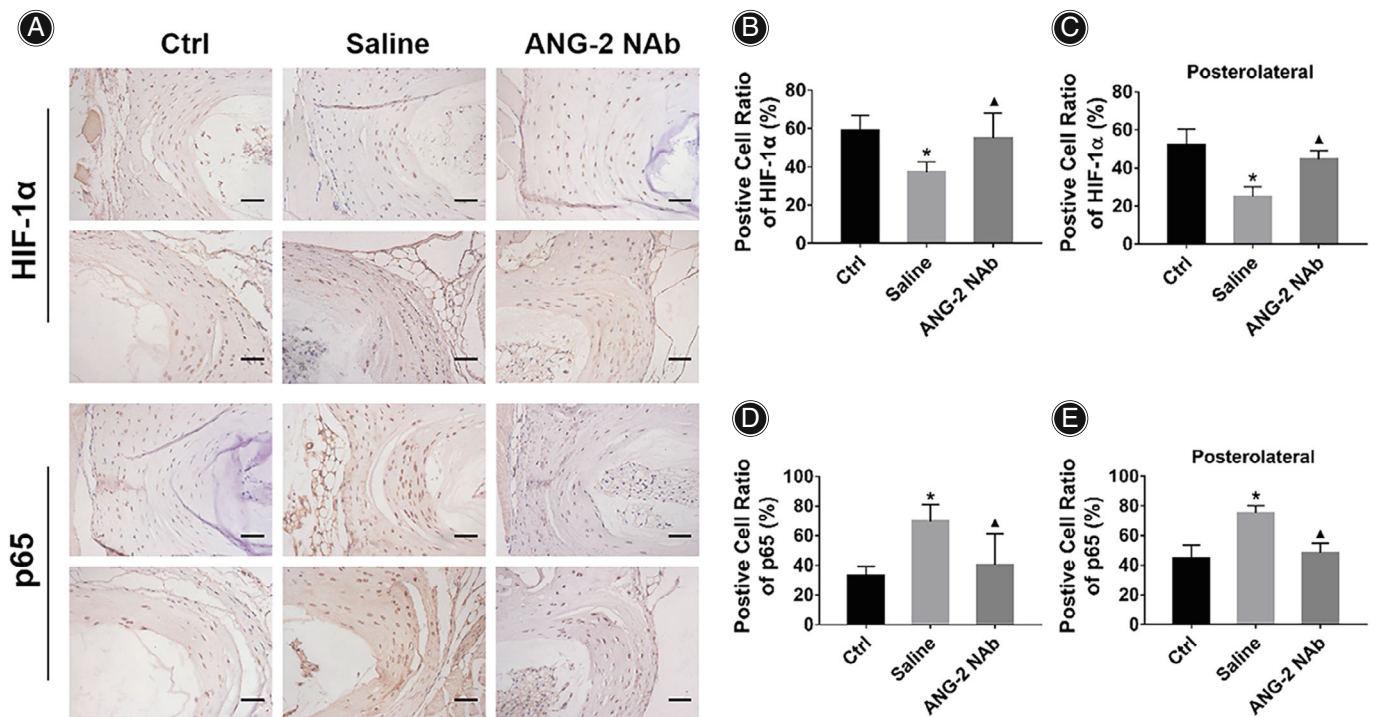 A
Ctrl
Saline
ANG-2 NAb
HIF-1α
p65
B
Postive Cell Ratio
of HIF-1α (%)
80
60
40
20
0
*
▲
Ctrl
Saline
ANG-2 NAb
C
Posterolateral
Postive Cell Ratio
of HIF-1α (%)
80
60
40
20
0
*
▲
Ctrl
Saline
ANG-2 NAb
D
Postive Cell Ratio
of p65 (%)
100
80
60
40
20
0
*
▲
Ctrl
Saline
ANG-2 NAb
E
Posterolateral
Postive Cell Ratio
of p65 (%)
100
80
60
40
20
0
*
▲
Ctrl
Saline
ANG-2 NAb